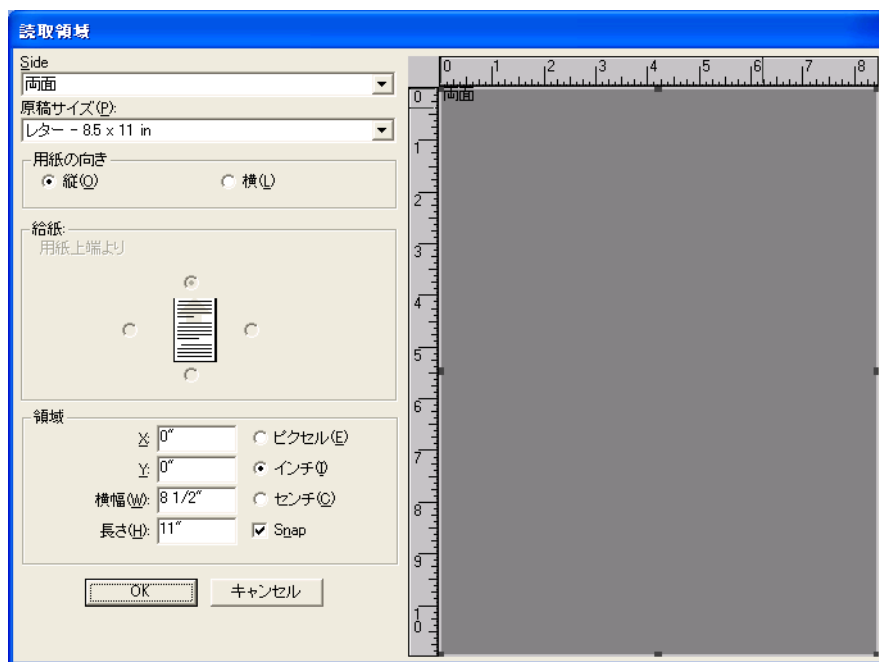 読取領域
Side
両面
原稿サイズ(P):
レター - 8.5 x 11 in
用紙の向き
縦(O) 横(L)
給紙:
用紙上端より
領域
X: 0"
ピクセル(E)
Y: 0"
インチ(I)
横幅(W): 8 1/2"
センチ(C)
長さ(H): 11"
Snap
OK キャンセル
0 1 2 3 4 5 6 7 8
両面
0
1
2
3
4
5
6
7
8
9
10